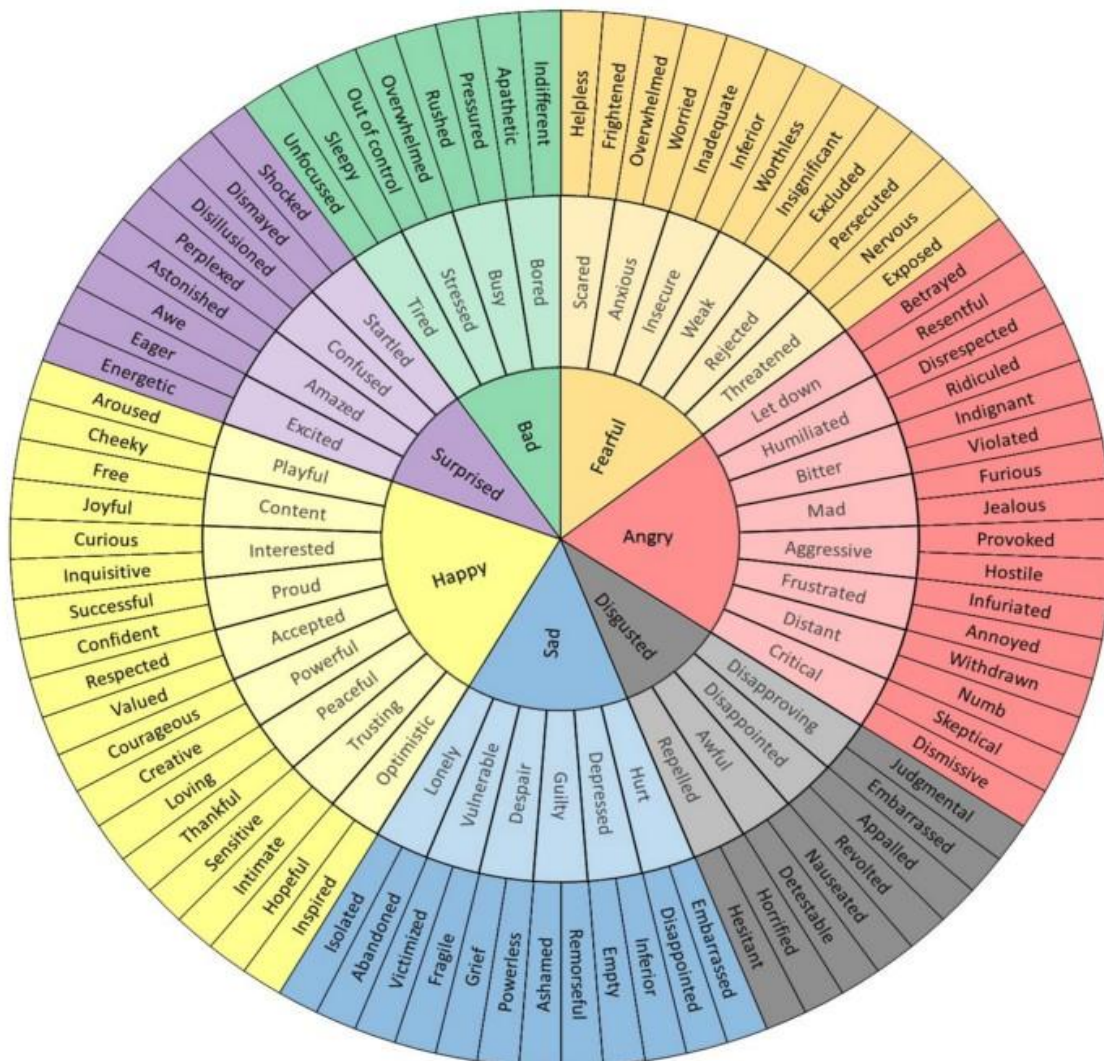 Bad
Fearful
Angry
Disgusted
Sad
Happy
Surprised
Tired
Stressed
Busy
Bored
Scared
Anxious
Insecure
Weak
Rejected
Threatened
Let down
Humiliated
Bitter
Mad
Aggressive
Frustrated
Distant
Critical
Disapproving
Disappointed
Awful
Repelled
Hurt
Depressed
Guilty
Despair
Vulnerable
Lonely
Optimistic
Trusting
Peaceful
Powerful
Accepted
Proud
Interested
Content
Playful
Excited
Amazed
Confused
Startled
Unfocussed
Sleepy
Out of control
Overwhelmed
Rushed
Pressured
Apathetic
Indifferent
Helpless
Frightened
Overwhelmed
Worried
Inadequate
Inferior
Worthless
Insignificant
Excluded
Persecuted
Nervous
Exposed
Betrayed
Resentful
Disrespected
Ridiculed
Indignant
Violated
Furious
Jealous
Provoked
Hostile
Infuriated
Annoyed
Withdrawn
Numb
Skeptical
Dismissive
Judgmental
Embarrassed
Appalled
Revolted
Nauseated
Detestable
Horrified
Hesitant
Embarrassed
Disappointed
Inferior
Empty
Remorseful
Ashamed
Powerless
Grief
Fragile
Victimized
Abandoned
Isolated
Inspired
Hopeful
Intimate
Sensitive
Thankful
Loving
Creative
Courageous
Valued
Respected
Confident
Successful
Inquisitive
Curious
Joyful
Free
Cheeky
Aroused
Energetic
Eager
Awe
Astonished
Perplexed
Disillusioned
Dismayed
Shocked